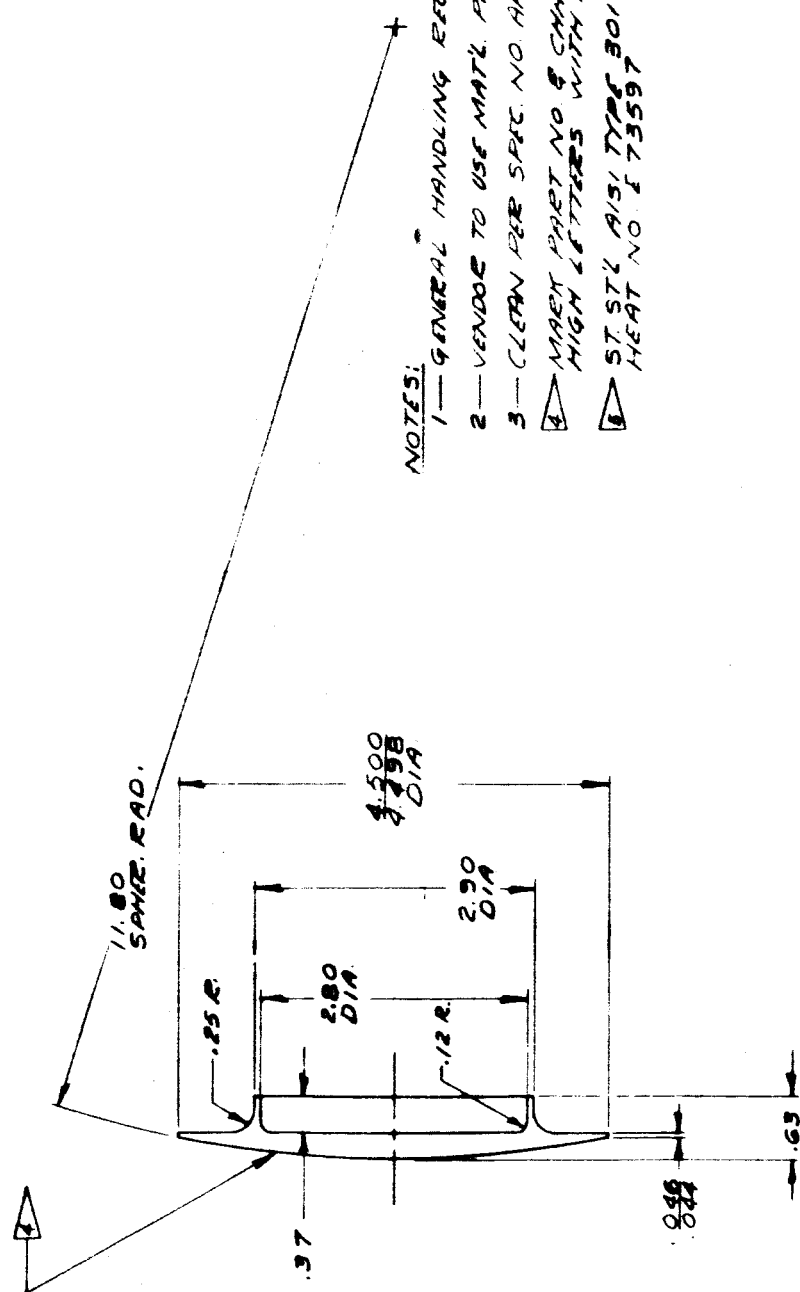 11.80
SPHER. RAD.
4.500
4.498
DIA
2.90
DIA
2.80
DIA.
.25 R.
.12 R.
.37
.046
.044
.63
4
NOTES:
1 — GENERAL HANDLING
2 — VENDOR TO USE MAT'L.
3 — CLEAN PER SPEC. NO.
4 MARK PART NO. &
HIGH LETTERS WITH
5 ST. ST'L AISI TYPE 301
HEAT NO. E 73597